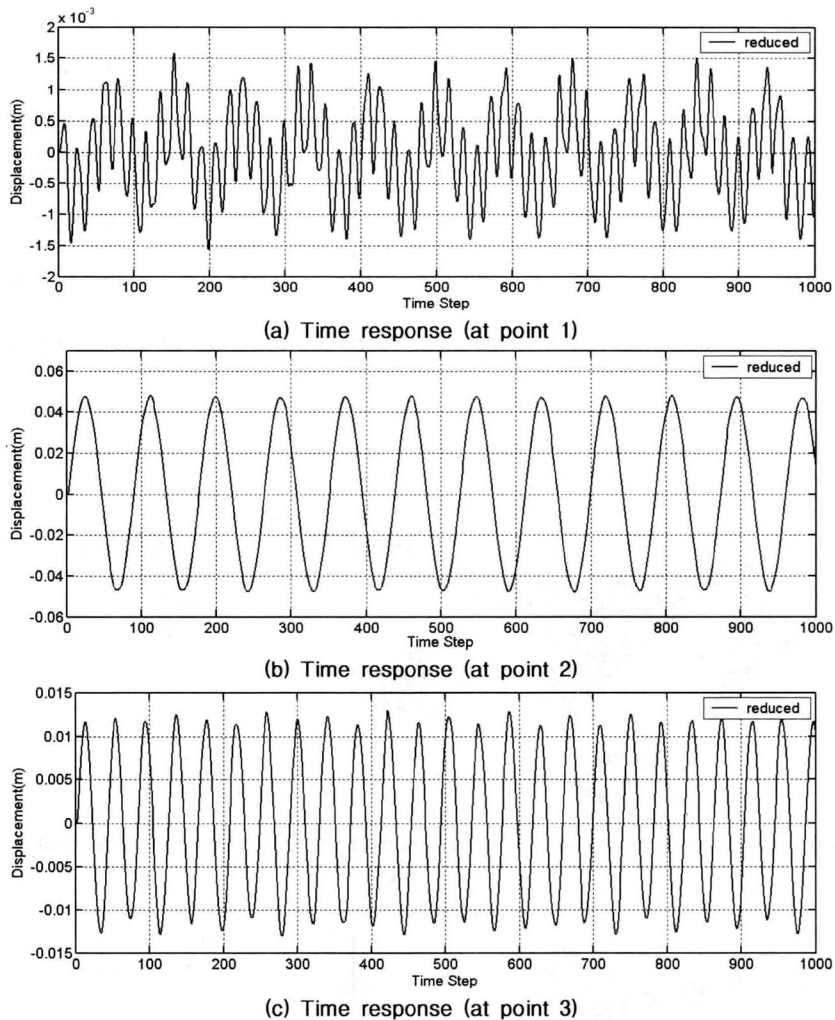 x 10⁻³
2
1.5
1
0.5
0
-0.5
-1
-1.5
-2
Displacement(m)
reduced
0 100 200 300 400 500 600 700 800 900 1000
Time Step
(a) Time response (at point 1)
0.06
0.04
0.02
0
-0.02
-0.04
-0.06
Displacement(m)
reduced
0 100 200 300 400 500 600 700 800 900 1000
Time Step
(b) Time response (at point 2)
0.015
0.01
0.005
0
-0.005
-0.01
-0.015
Displacement(m)
reduced
0 100 200 300 400 500 600 700 800 900 1000
Time Step
(c) Time response (at point 3)